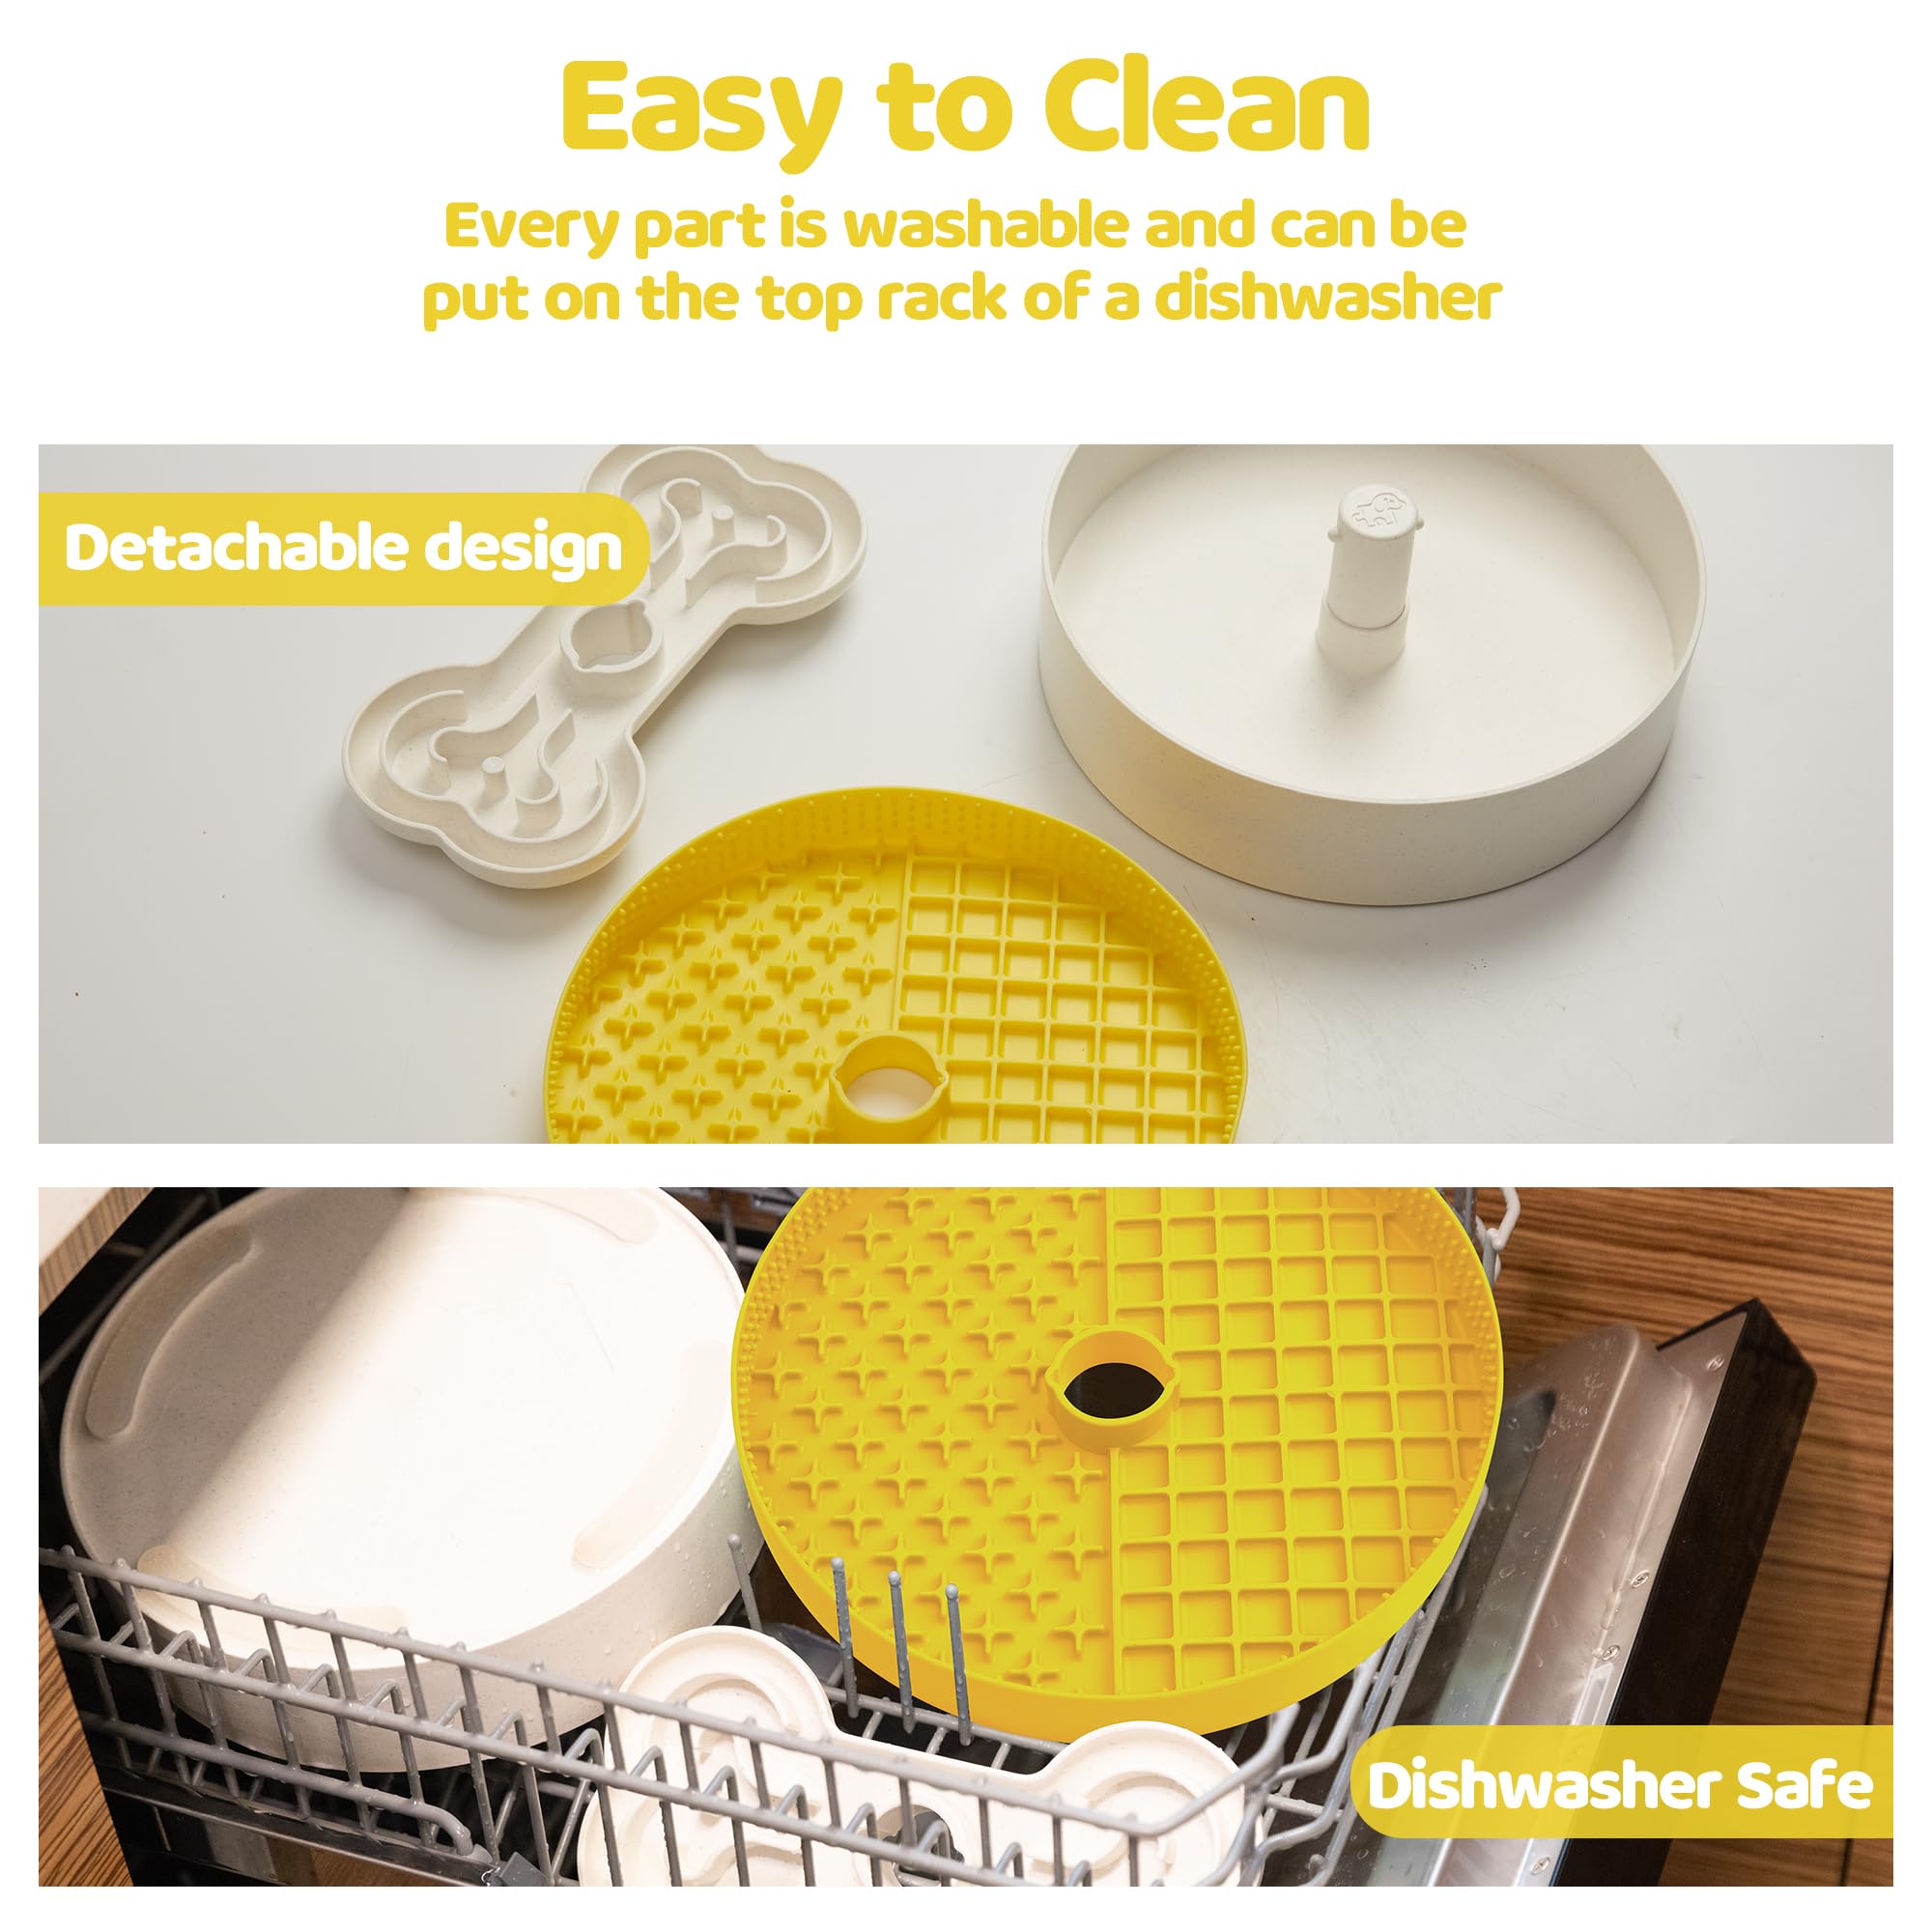 Easy to Clean
Every part is washable and can be
put on the top rack of a dishwasher
Detachable design
Dishwasher Safe